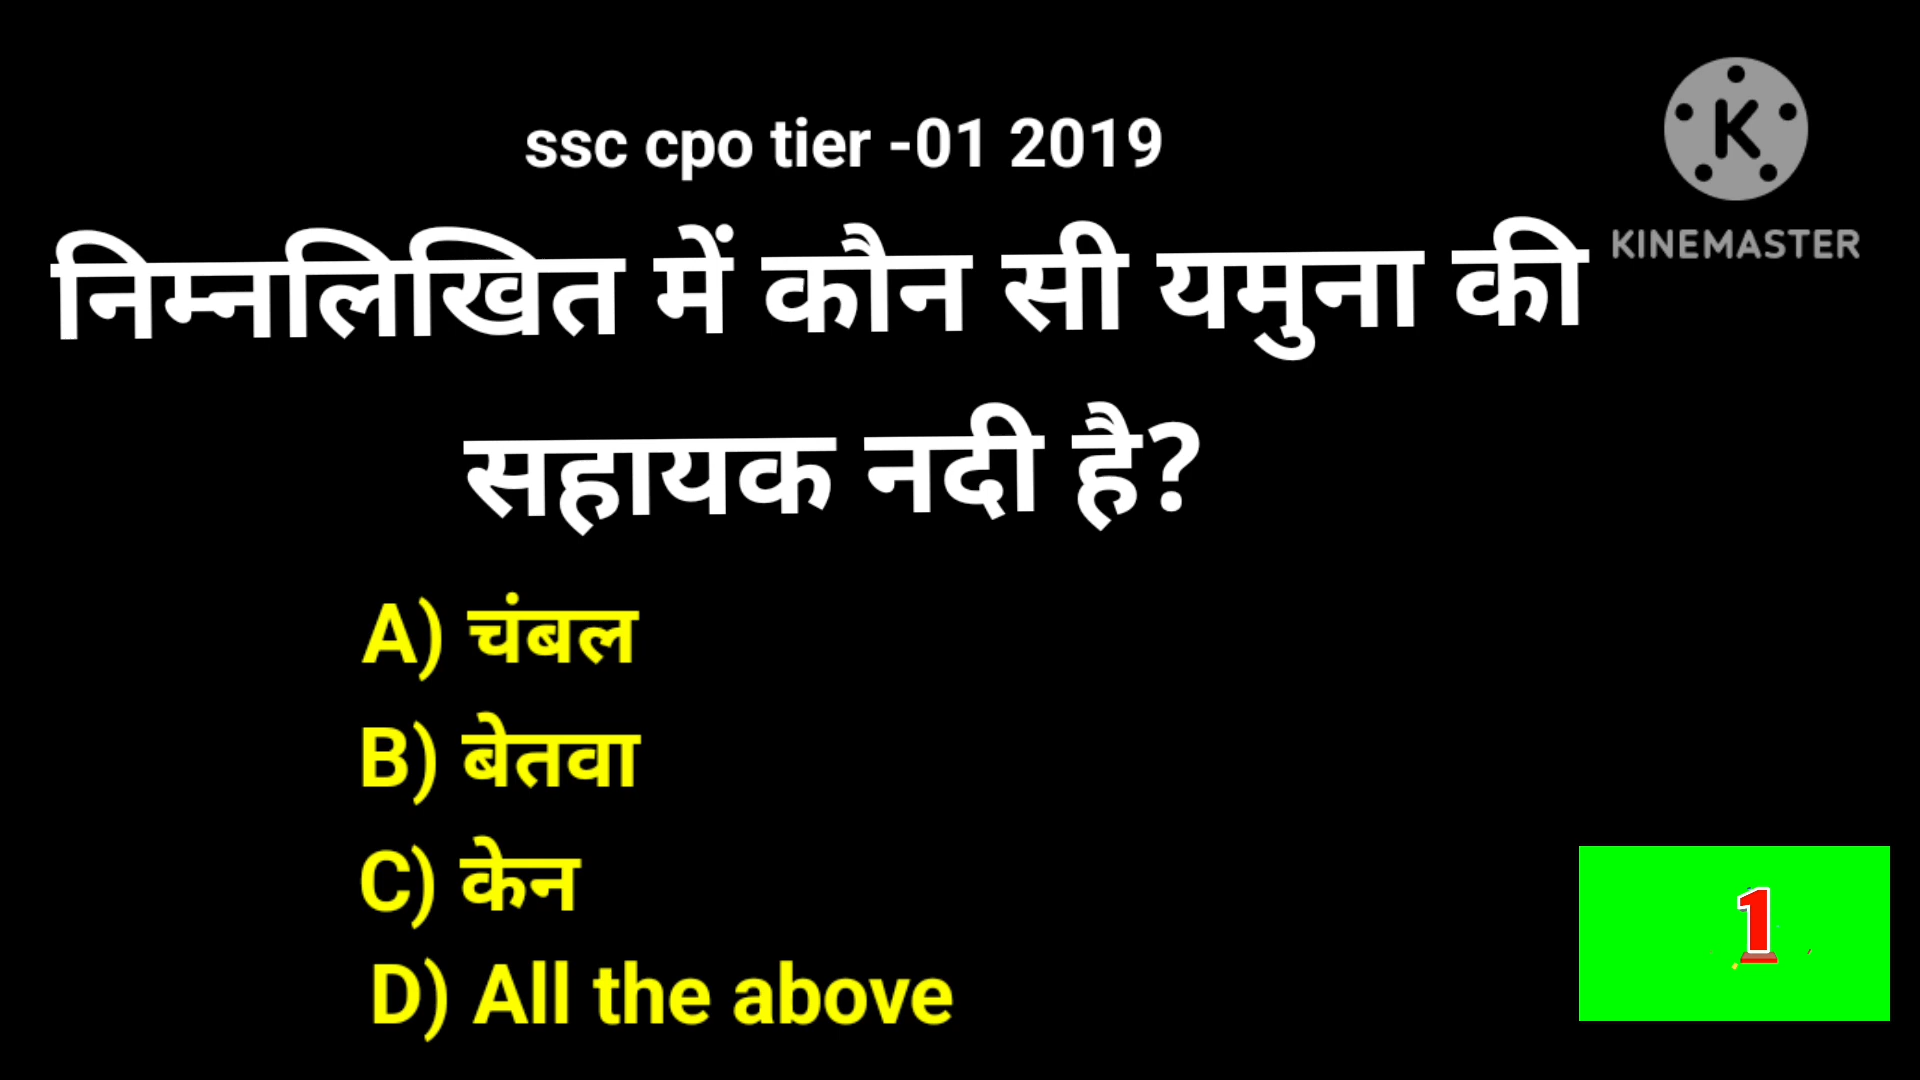 ssc cpo tier -01 2019
KINEMASTER
निम्नलिखित में कौन सी यमुना की
सहायक नदी है?
A) चंबल
B) बेतवा
C) केन
D) All the above
1